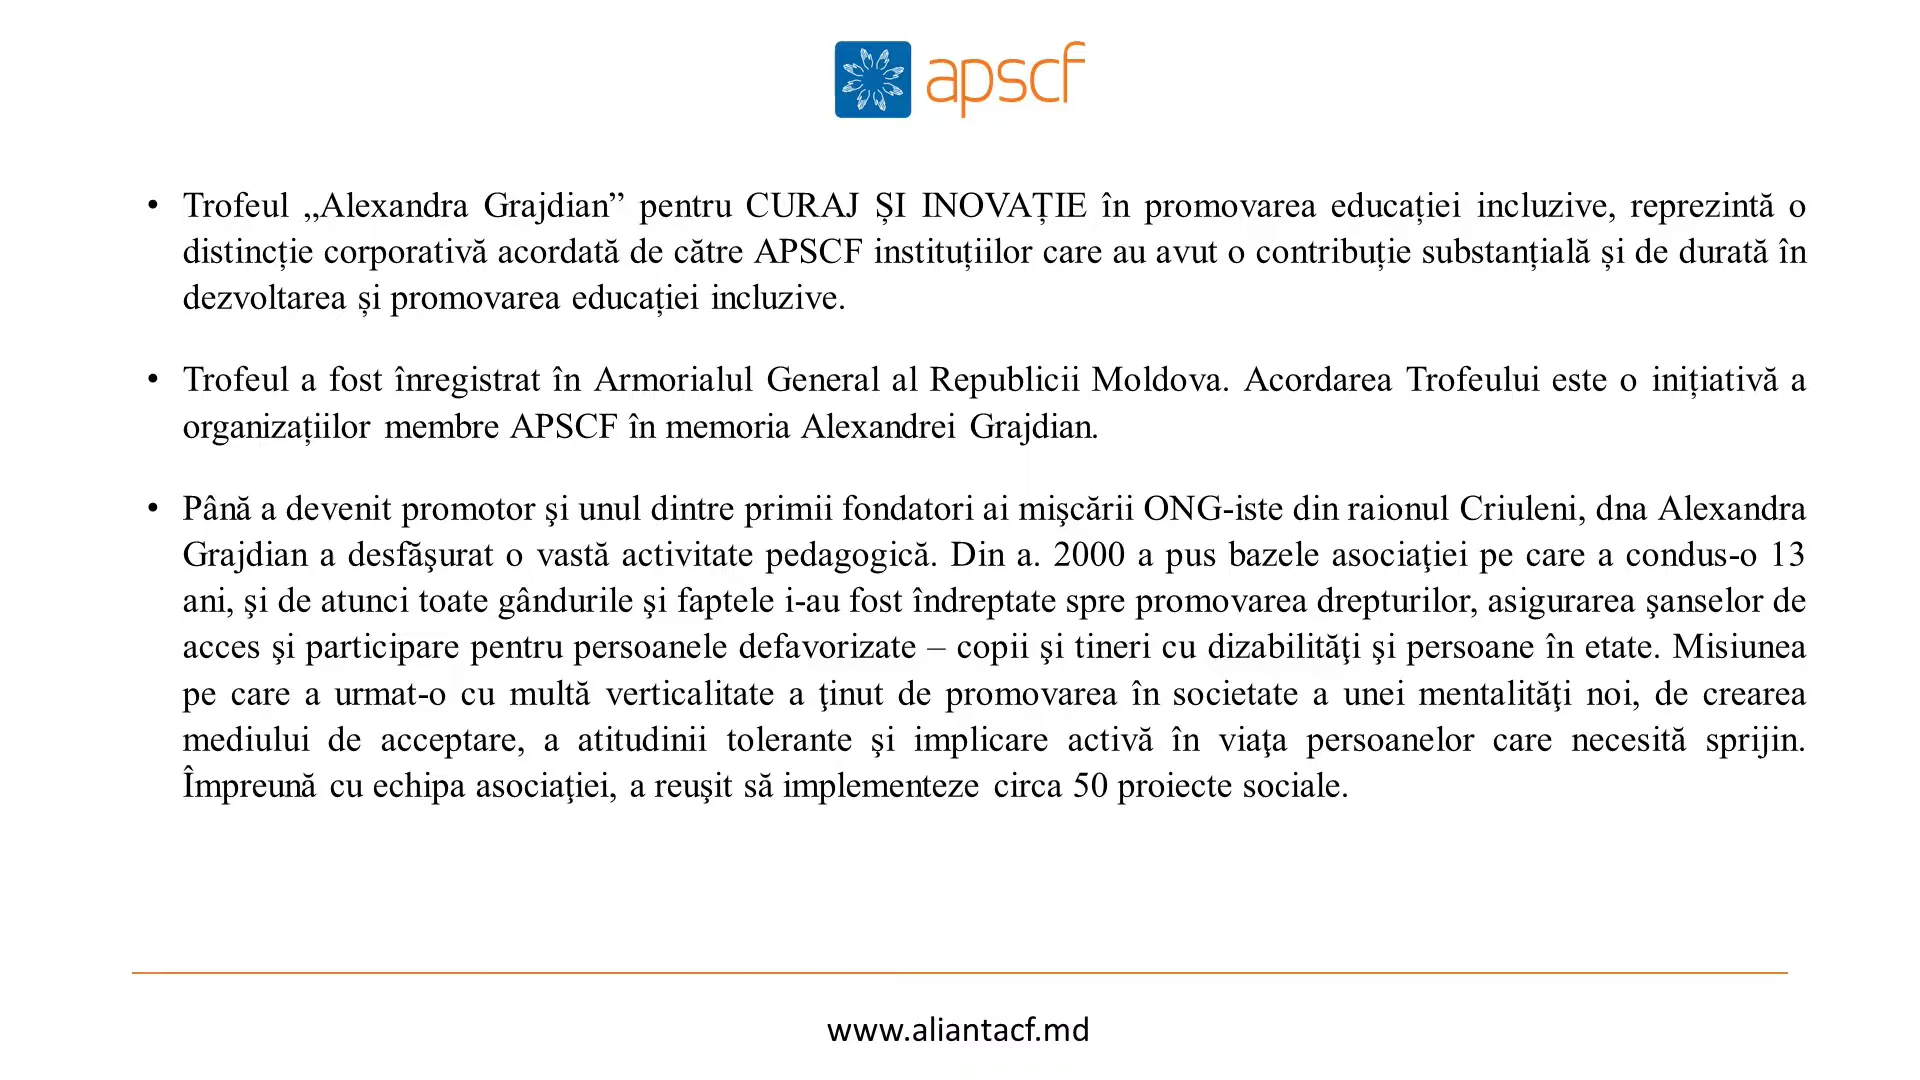 apscf
• Trofeul „Alexandra Grajdian” pentru CURAJ ȘI INOVAȚIE în promovarea educației incluzive, reprezintă o
distincție corporativă acordată de către APSCF instituțiilor care au avut o contribuție substanțială și de durată în
dezvoltarea și promovarea educației incluzive.
• Trofeul a fost înregistrat în Armorialul General al Republicii Moldova. Acordarea Trofeului este o inițiativă a
organizațiilor membre APSCF în memoria Alexandrei Grajdian.
• Până a devenit promotor şi unul dintre primii fondatori ai mişcării ONG-iste din raionul Criuleni, dna Alexandra
Grajdian a desfăşurat o vastă activitate pedagogică. Din a. 2000 a pus bazele asociaţiei pe care a condus-o 13
ani, şi de atunci toate gândurile şi faptele i-au fost îndreptate spre promovarea drepturilor, asigurarea şanselor de
acces şi participare pentru persoanele defavorizate – copii şi tineri cu dizabilităţi şi persoane în etate. Misiunea
pe care a urmat-o cu multă verticalitate a ţinut de promovarea în societate a unei mentalităţi noi, de crearea
mediului de acceptare, a atitudinii tolerante şi implicare activă în viaţa persoanelor care necesită sprijin.
Împreună cu echipa asociaţiei, a reuşit să implementeze circa 50 proiecte sociale.
www.aliantacf.md